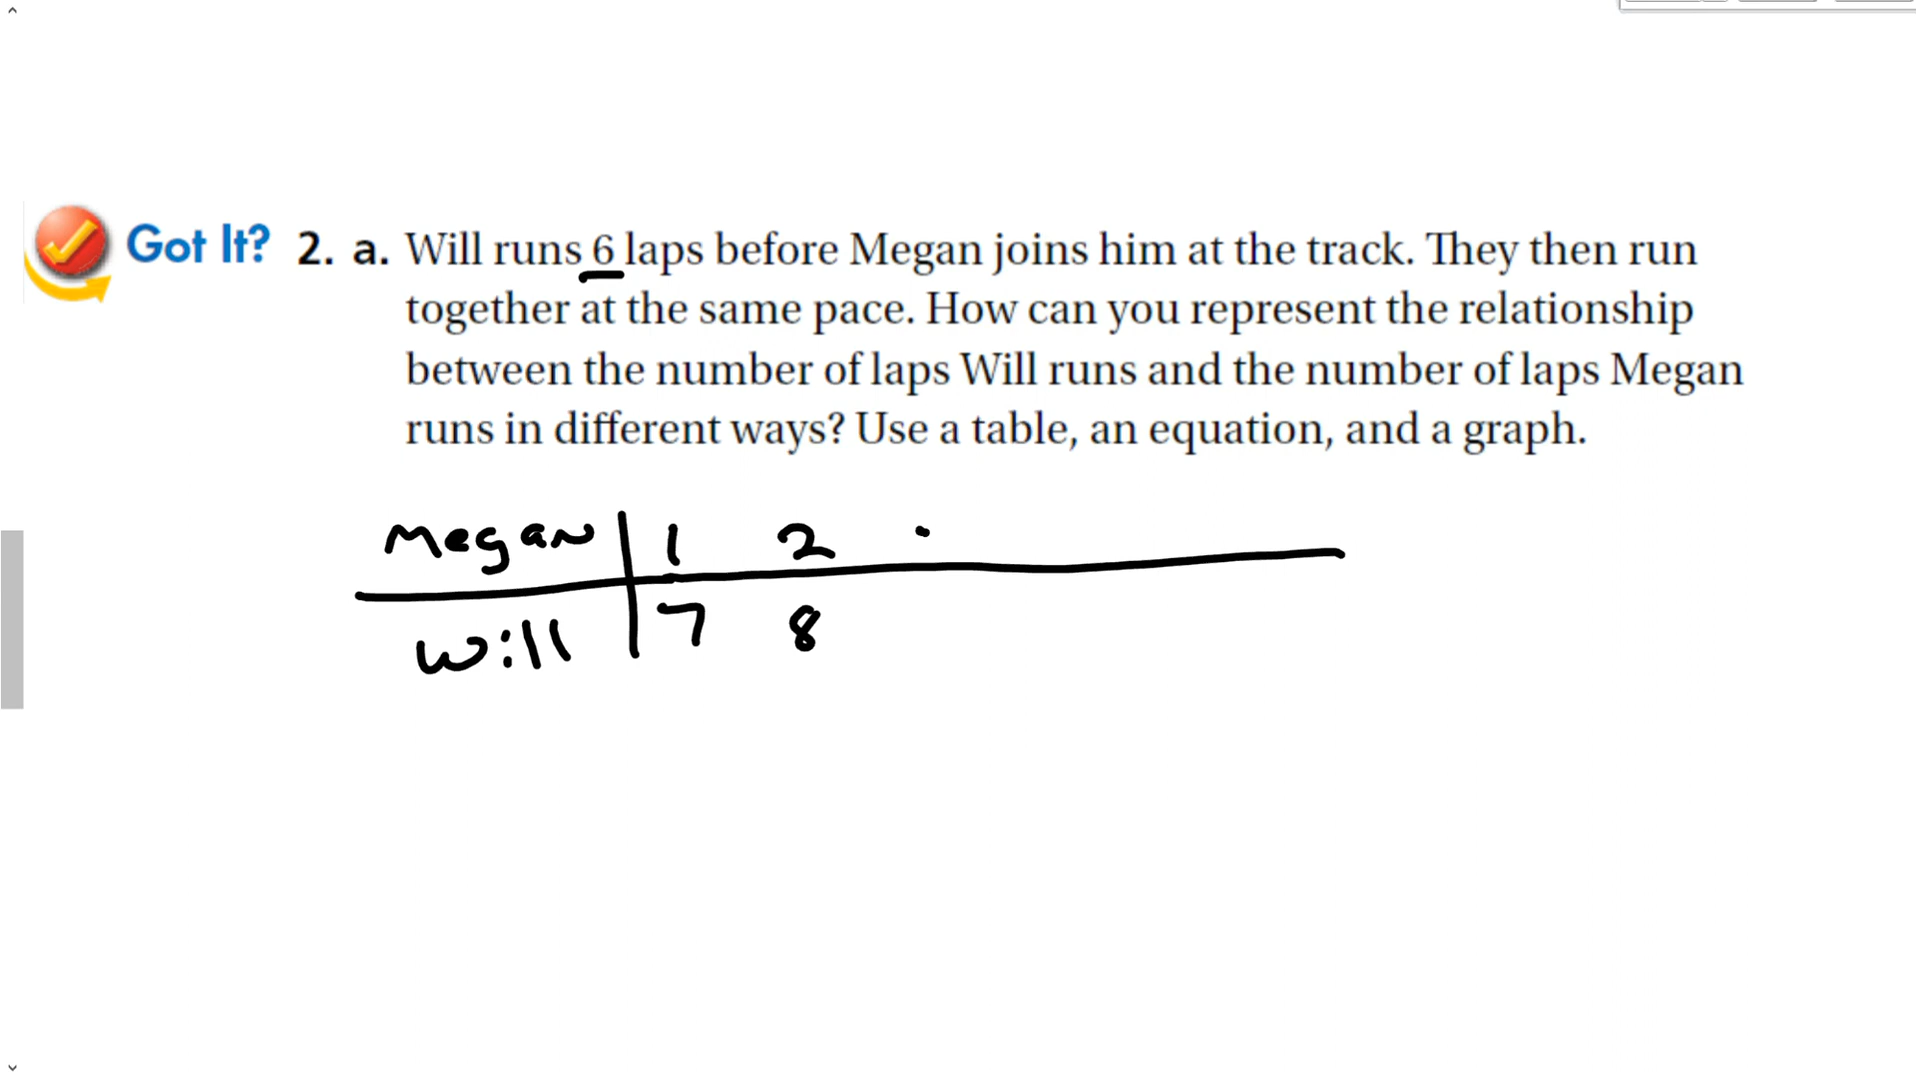 Got It? 2. a. Will runs 6 laps before Megan joins him at the track. They then run
together at the same pace. How can you represent the relationship
between the number of laps Will runs and the number of laps Megan
runs in different ways? Use a table, an equation, and a graph.
Megan 1 2
Will 7 8